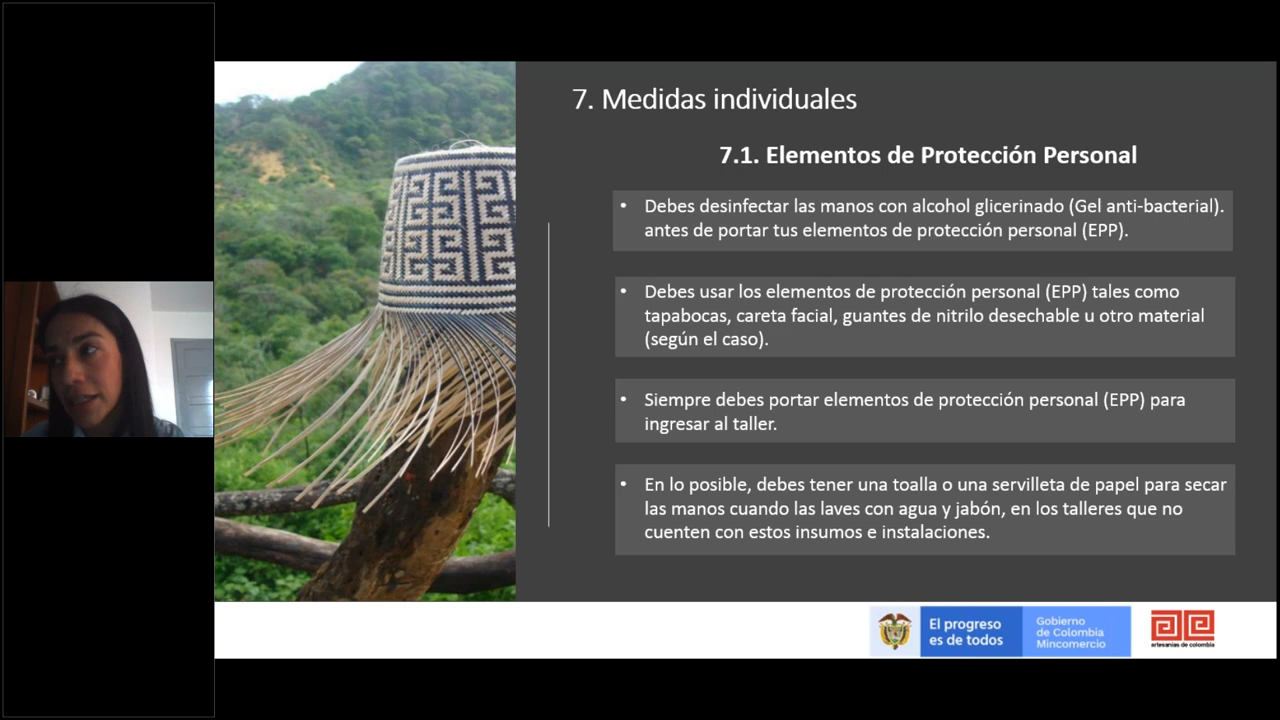 7. Medidas individuales
7.1. Elementos de Protección Personal
• Debes desinfectar las manos con alcohol glicerinado (Gel anti-bacterial).
antes de portar tus elementos de protección personal (EPP).
• Debes usar los elementos de protección personal (EPP) tales como
tapabocas, careta facial, guantes de nitrilo desechable u otro material
(según el caso).
• Siempre debes portar elementos de protección personal (EPP) para
ingresar al taller.
• En lo posible, debes tener una toalla o una servilleta de papel para secar
las manos cuando las laves con agua y jabón, en los talleres que no
cuenten con estos insumos e instalaciones.
El progreso
es de todos
Gobierno
de Colombia
Mincomercio
artesanías de colombia